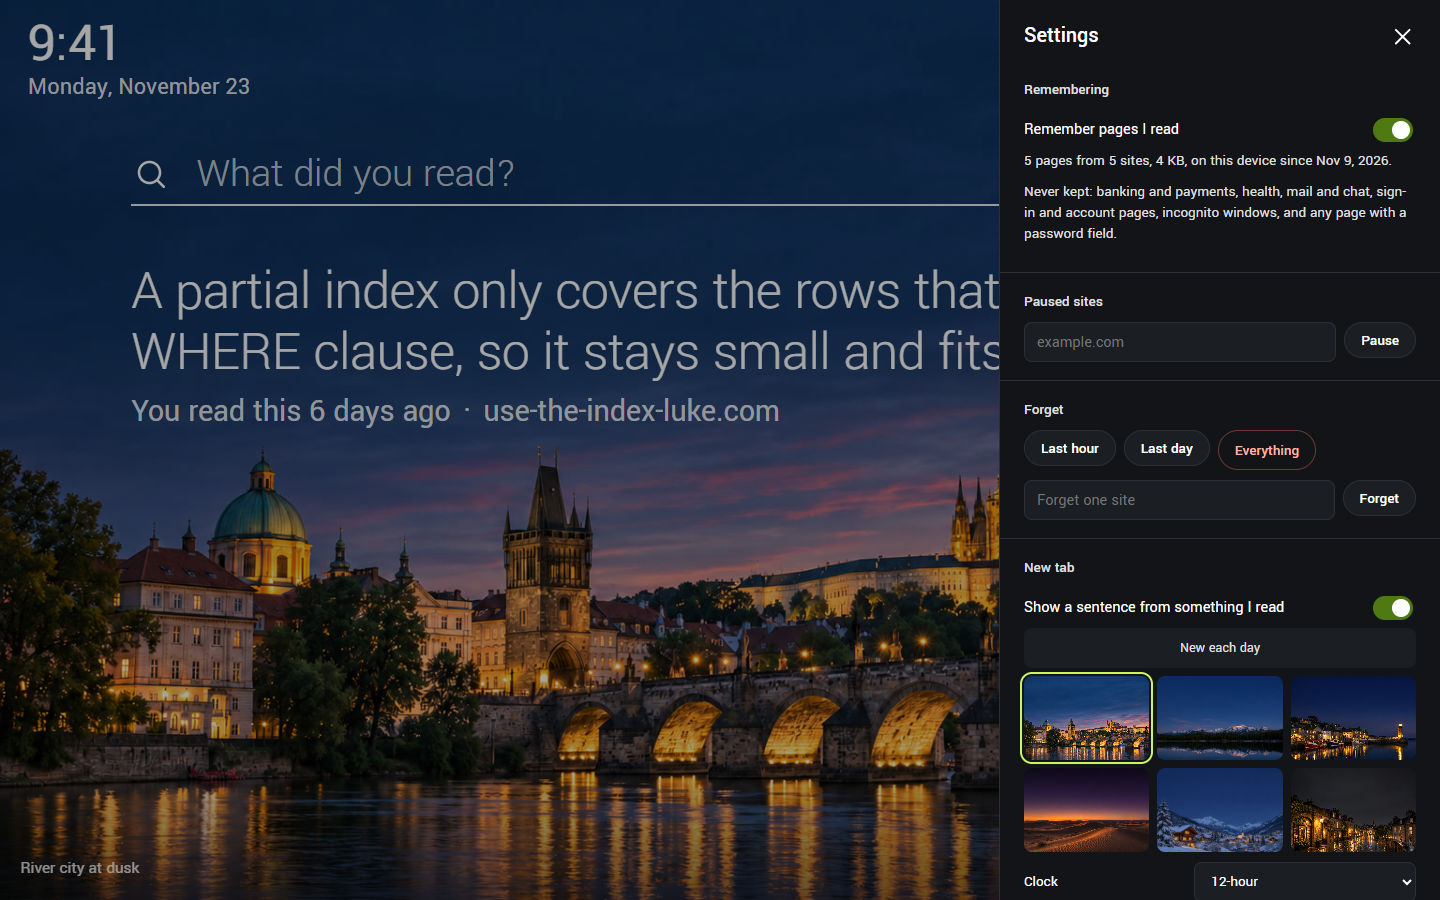 9:41
Monday, November 23
What did you read?
A partial index only covers the rows that
WHERE clause, so it stays small and fits
You read this 6 days ago · use-the-index-luke.com
River city at dusk
Settings
Remembering
Remember pages I read
5 pages from 5 sites, 4 KB, on this device since Nov 9, 2026.
Never kept: banking and payments, health, mail and chat, sign-
in and account pages, incognito windows, and any page with a
password field.
Paused sites
example.com
Pause
Forget
Last hour
Last day
Everything
Forget one site
Forget
New tab
Show a sentence from something I read
New each day
Clock
12-hour